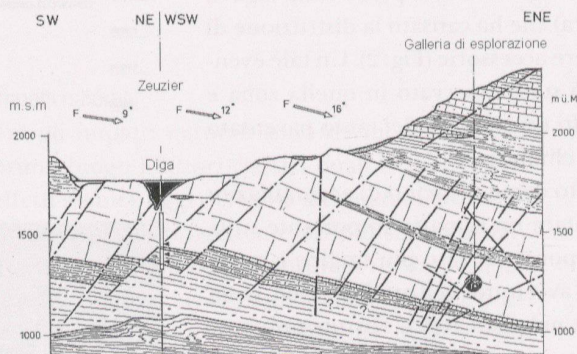 SW NE WSW ENE
Galleria di esplorazione
Zeuzier
m.s.m F 9° F 12° F 16° m ü.M
2000 2000
Diga
1500 1500
? ?
1000 1000